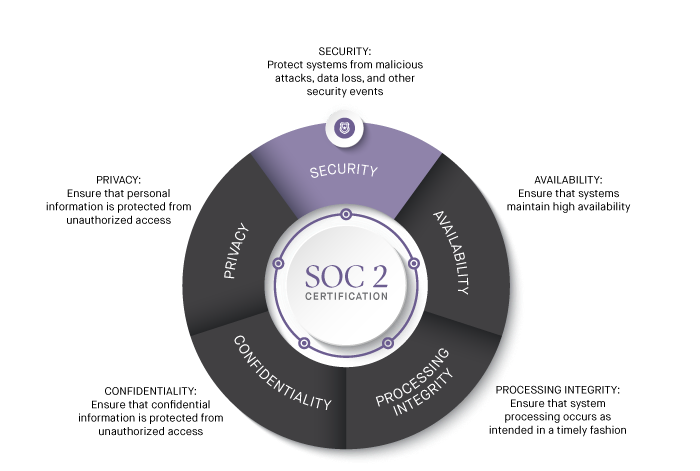 SECURITY:
Protect systems from malicious
attacks, data loss, and other
security events
SECURITY
PRIVACY:
Ensure that personal
information is protected from
unauthorized access
AVAILABILITY:
Ensure that systems
maintain high availability
PRIVACY
AVAILABILITY
SOC 2
CERTIFICATION
CONFIDENTIALITY
PROCESSING
INTEGRITY
CONFIDENTIALITY:
Ensure that confidential
information is protected from
unauthorized access
PROCESSING INTEGRITY:
Ensure that system
processing occurs as
intended in a timely fashion